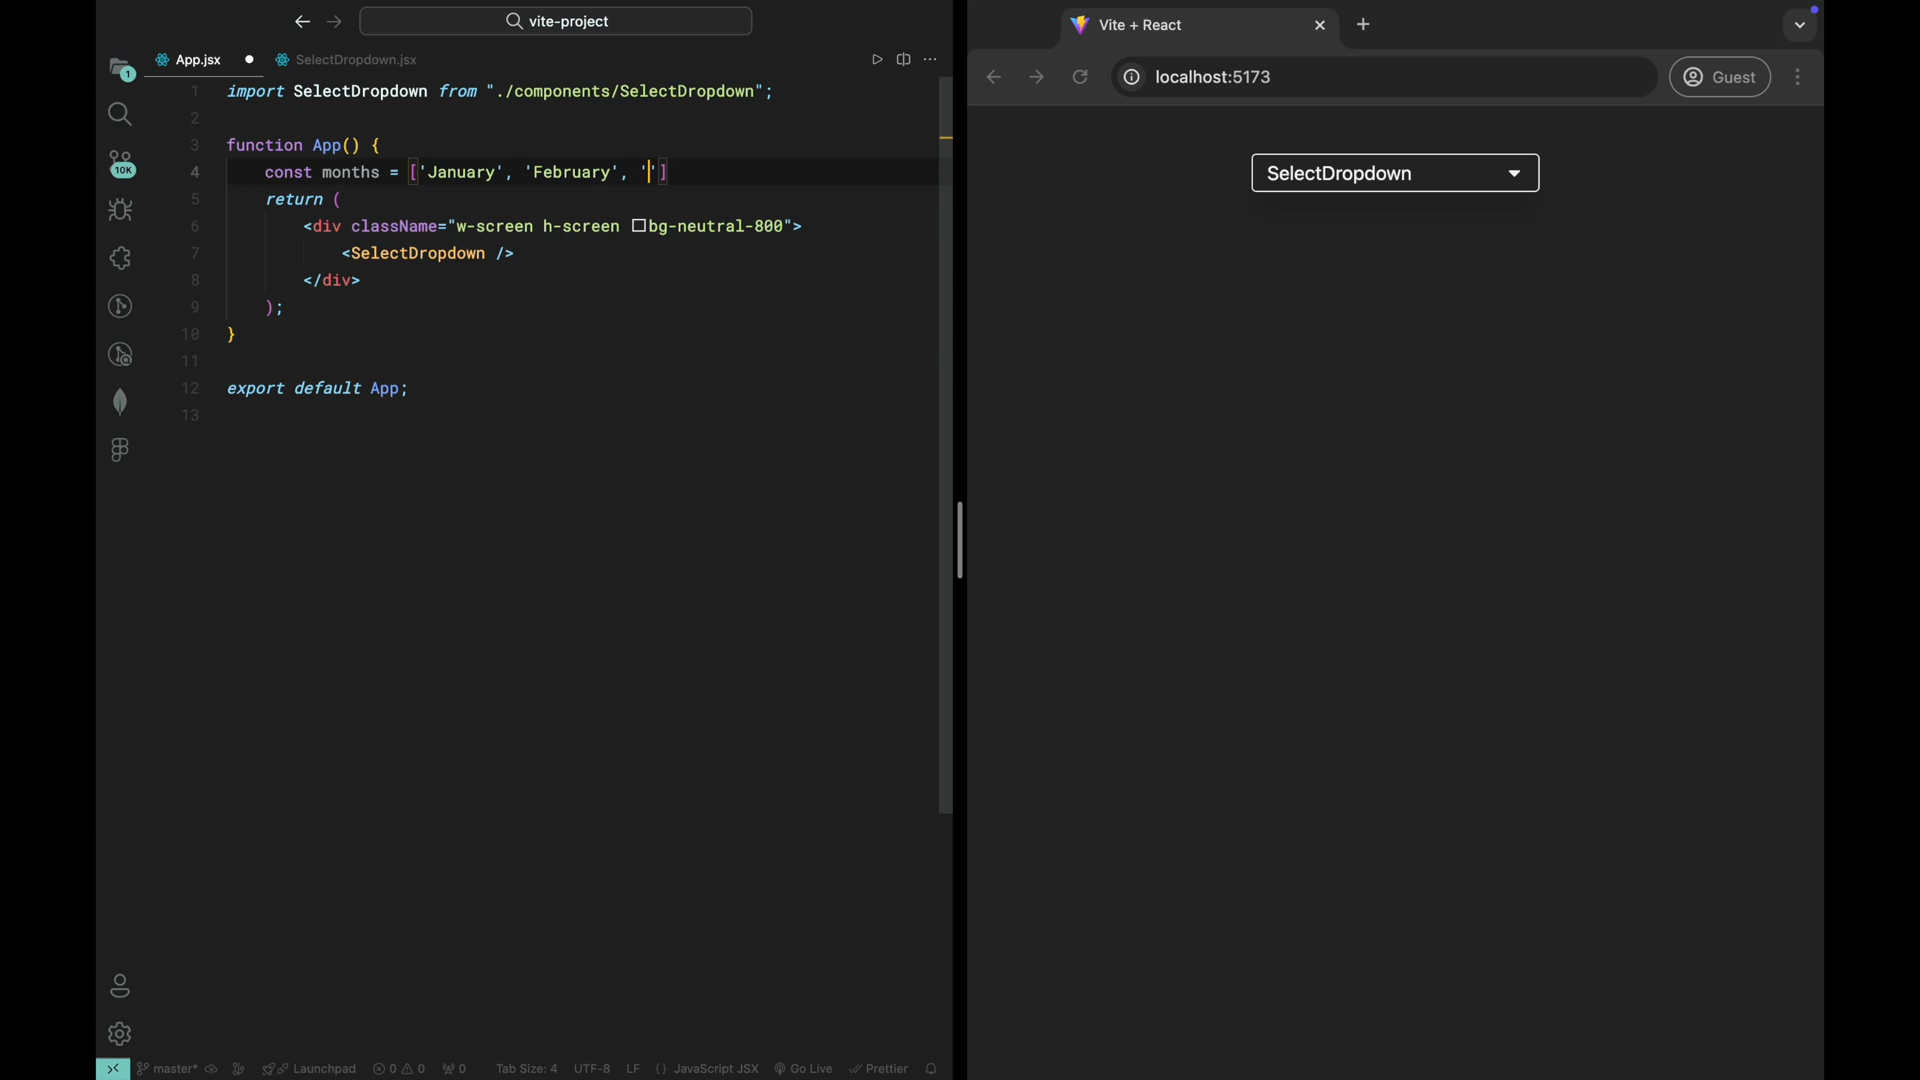 vite-project
App.jsx
SelectDropdown.jsx
1
10K
1 import SelectDropdown from "./components/SelectDropdown";
2
3 function App() {
4 const months = ['January', 'February', '']
5 return (
6 <div className="w-screen h-screen bg-neutral-800">
7 <SelectDropdown />
8 </div>
9 );
10 }
11
12 export default App;
13
master* Launchpad 0 0 0 Tab Size: 4 UTF-8 LF {} JavaScript JSX Go Live Prettier
Vite + React
localhost:5173
Guest
SelectDropdown